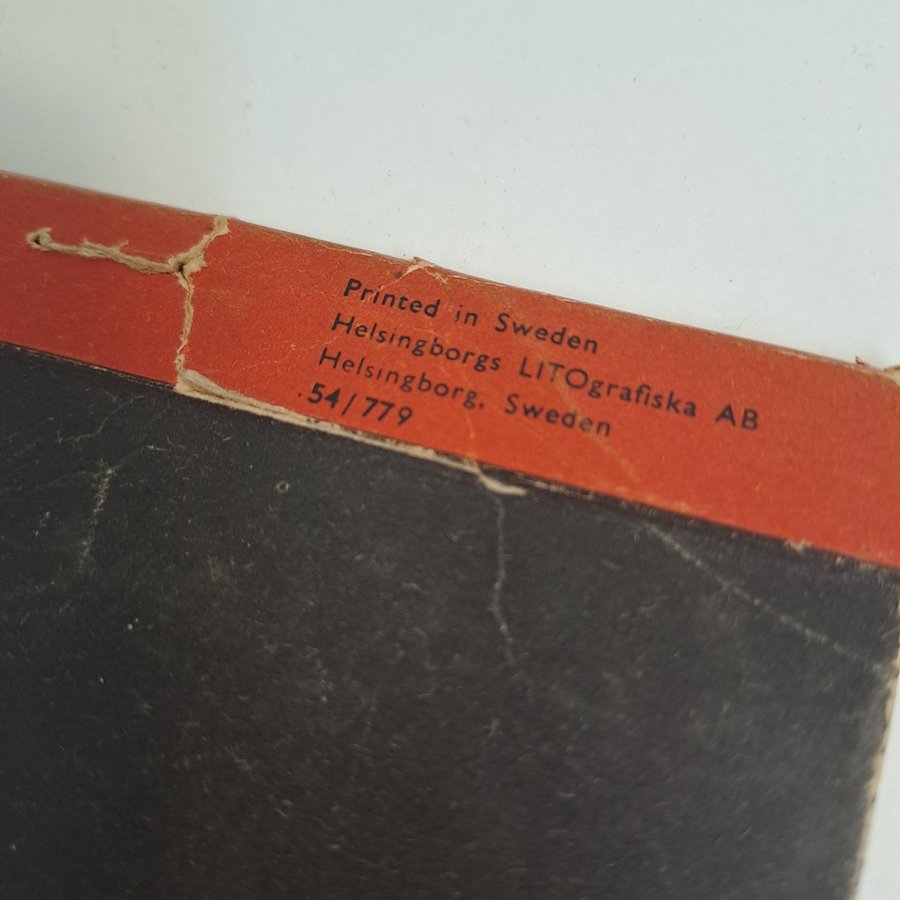 Printed in Sweden
Helsingborgs LITOgrafiska AB
Helsingborg, Sweden
54/779